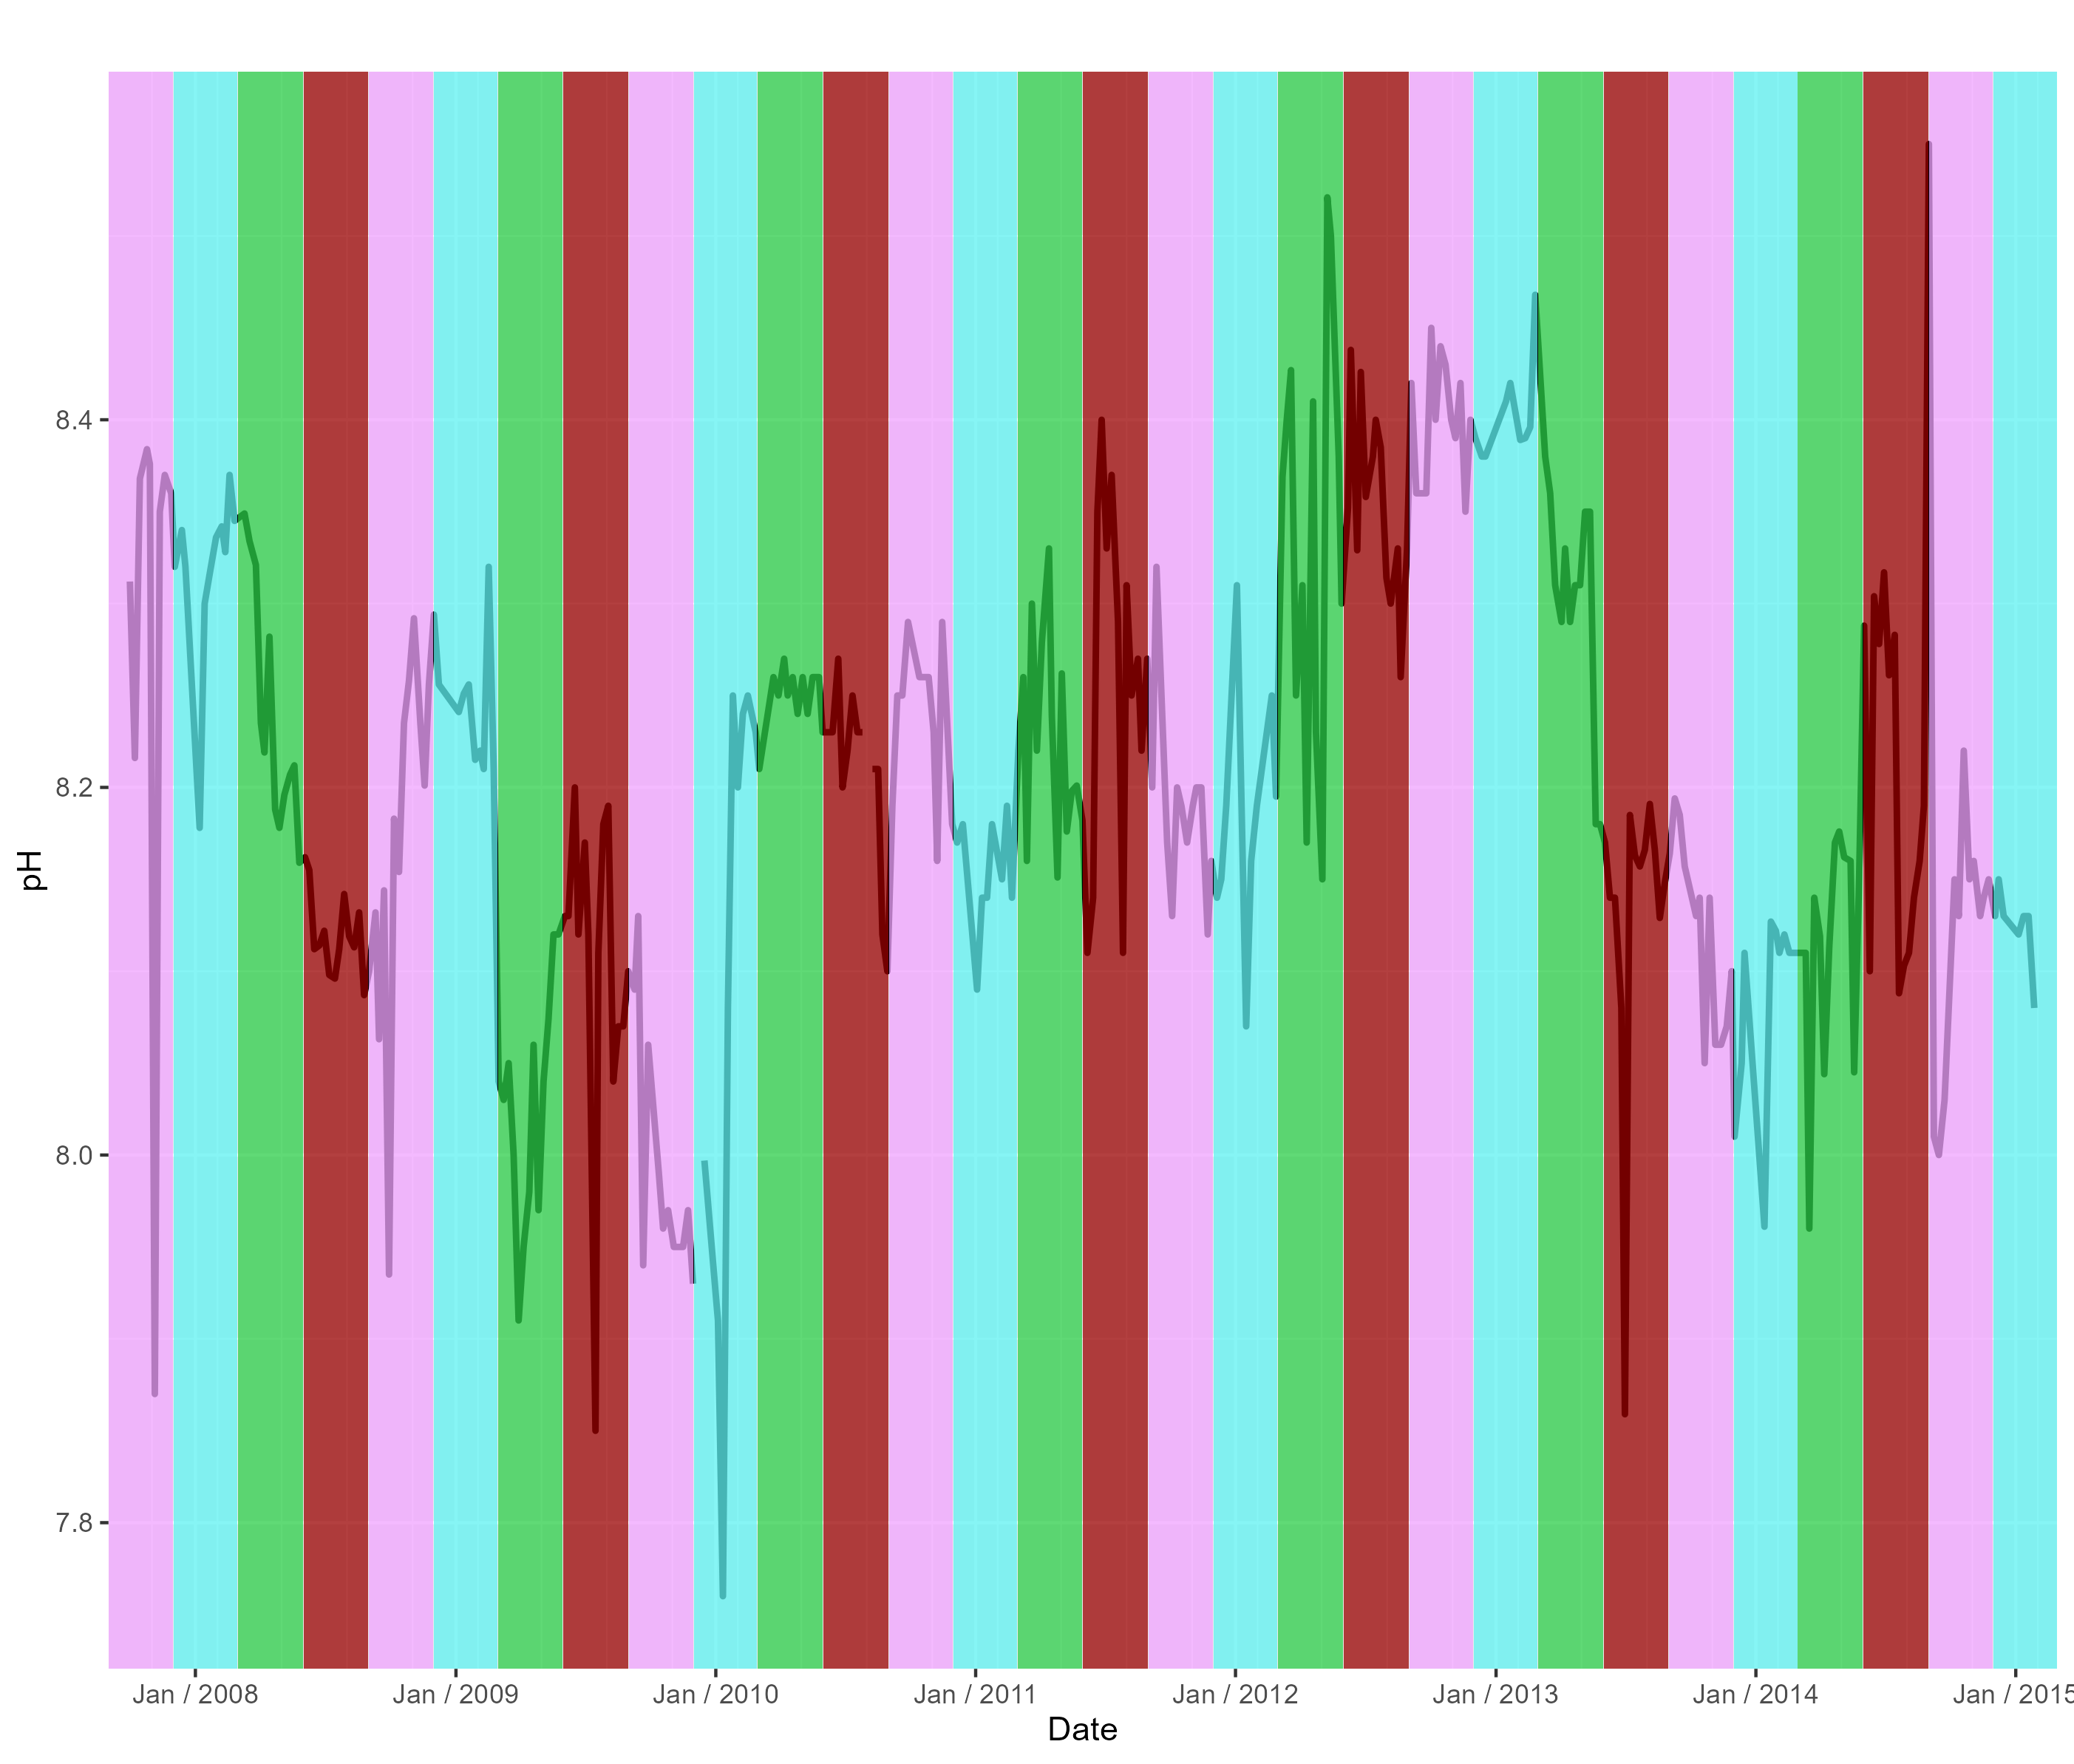 pH
8.4
8.2
8.0
7.8
Jan / 2008
Jan / 2009
Jan / 2010
Jan / 2011
Jan / 2012
Jan / 2013
Jan / 2014
Jan / 2015
Date